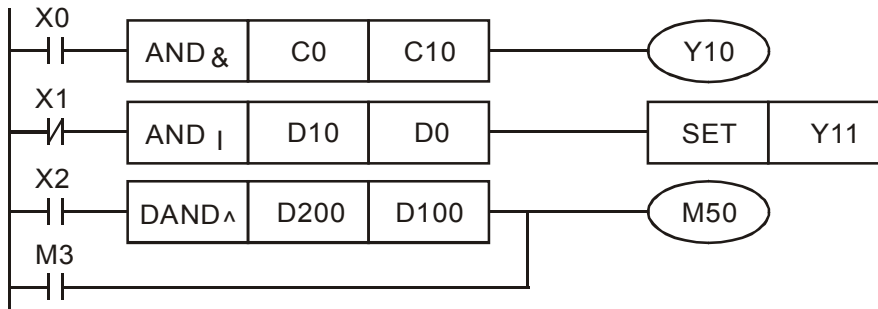 X0
AND & C0 C10 Y10
X1
AND | D10 D0 SET Y11
X2
DAND ^ D200 D100 M50
M3